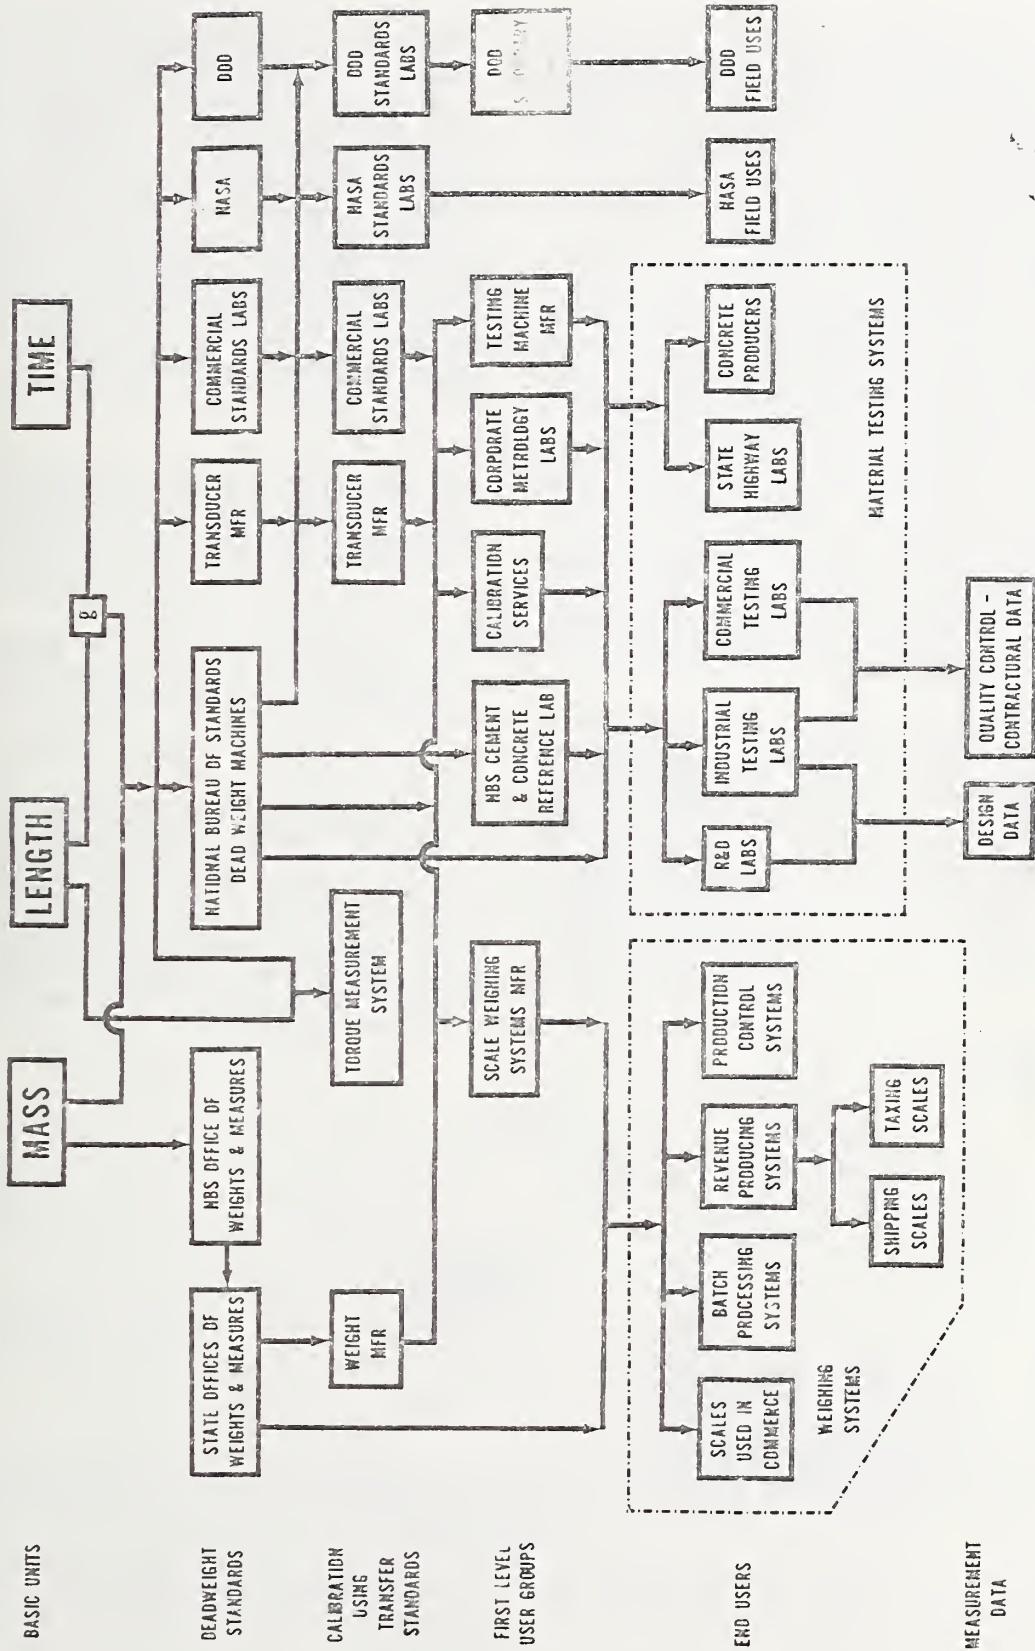 BASIC UNITS
MASS
LENGTH
TIME
g
DEADWEIGHT
STANDARDS
STATE OFFICES OF
WEIGHTS & MEASURES
NBS OFFICE OF
WEIGHTS & MEASURES
NATIONAL BUREAU OF STANDARDS
DEAD WEIGHT MACHINES
TRANSDUCER
MFR
COMMERCIAL
STANDARDS LABS
NASA
DOD
CALIBRATION
USING
TRANSFER
STANDARDS
WEIGHT
MFR
TORQUE MEASUREMENT
SYSTEM
TRANSDUCER
MFR
COMMERCIAL
STANDARDS LABS
NASA
STANDARDS
LABS
DOD
STANDARDS
LABS
FIRST LEVEL
USER GROUPS
SCALE WEIGHING
SYSTEMS MFR
NBS CEMENT
& CONCRETE
REFERENCE LAB
CALIBRATION
SERVICES
CORPORATE
METROLOGY
LABS
TESTING
MACHINE
MFR
DOD
END USERS
SCALES
USED IN
COMMERCE
BATCH
PROCESSING
SYSTEMS
REVENUE
PRODUCING
SYSTEMS
PRODUCTION
CONTROL
SYSTEMS
R&D
LABS
INDUSTRIAL
TESTING
LABS
COMMERCIAL
TESTING
LABS
STATE
HIGHWAY
LABS
CONCRETE
PRODUCERS
NASA
FIELD USES
DOD
FIELD USES
WEIGHING
SYSTEMS
SHIPPING
SCALES
TAXING
SCALES
MATERIAL TESTING SYSTEMS
MEASUREMENT
DATA
DESIGN
DATA
QUALITY CONTROL -
CONTRACTURAL DATA